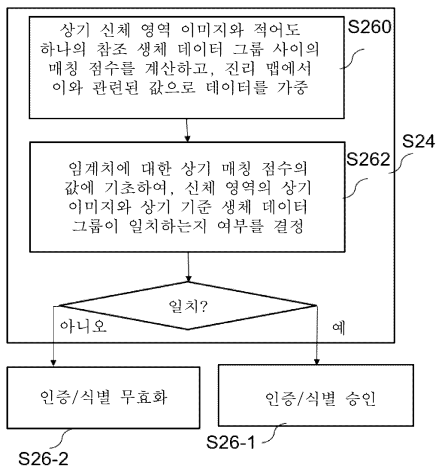 상기 신체 영역 이미지와 적어도
하나의 참조 생체 데이터 그룹 사이의
매칭 점수를 계산하고, 진리 맵에서
이와 관련된 값으로 데이터를 가중
S260
임계치에 대한 상기 매칭 점수의
값에 기초하여, 신체 영역의 상기
이미지와 상기 기준 생체 데이터
그룹이 일치하는지 여부를 결정
S262
S24
일치?
아니오
예
인증/식별 무효화
인증/식별 승인
S26-2
S26-1